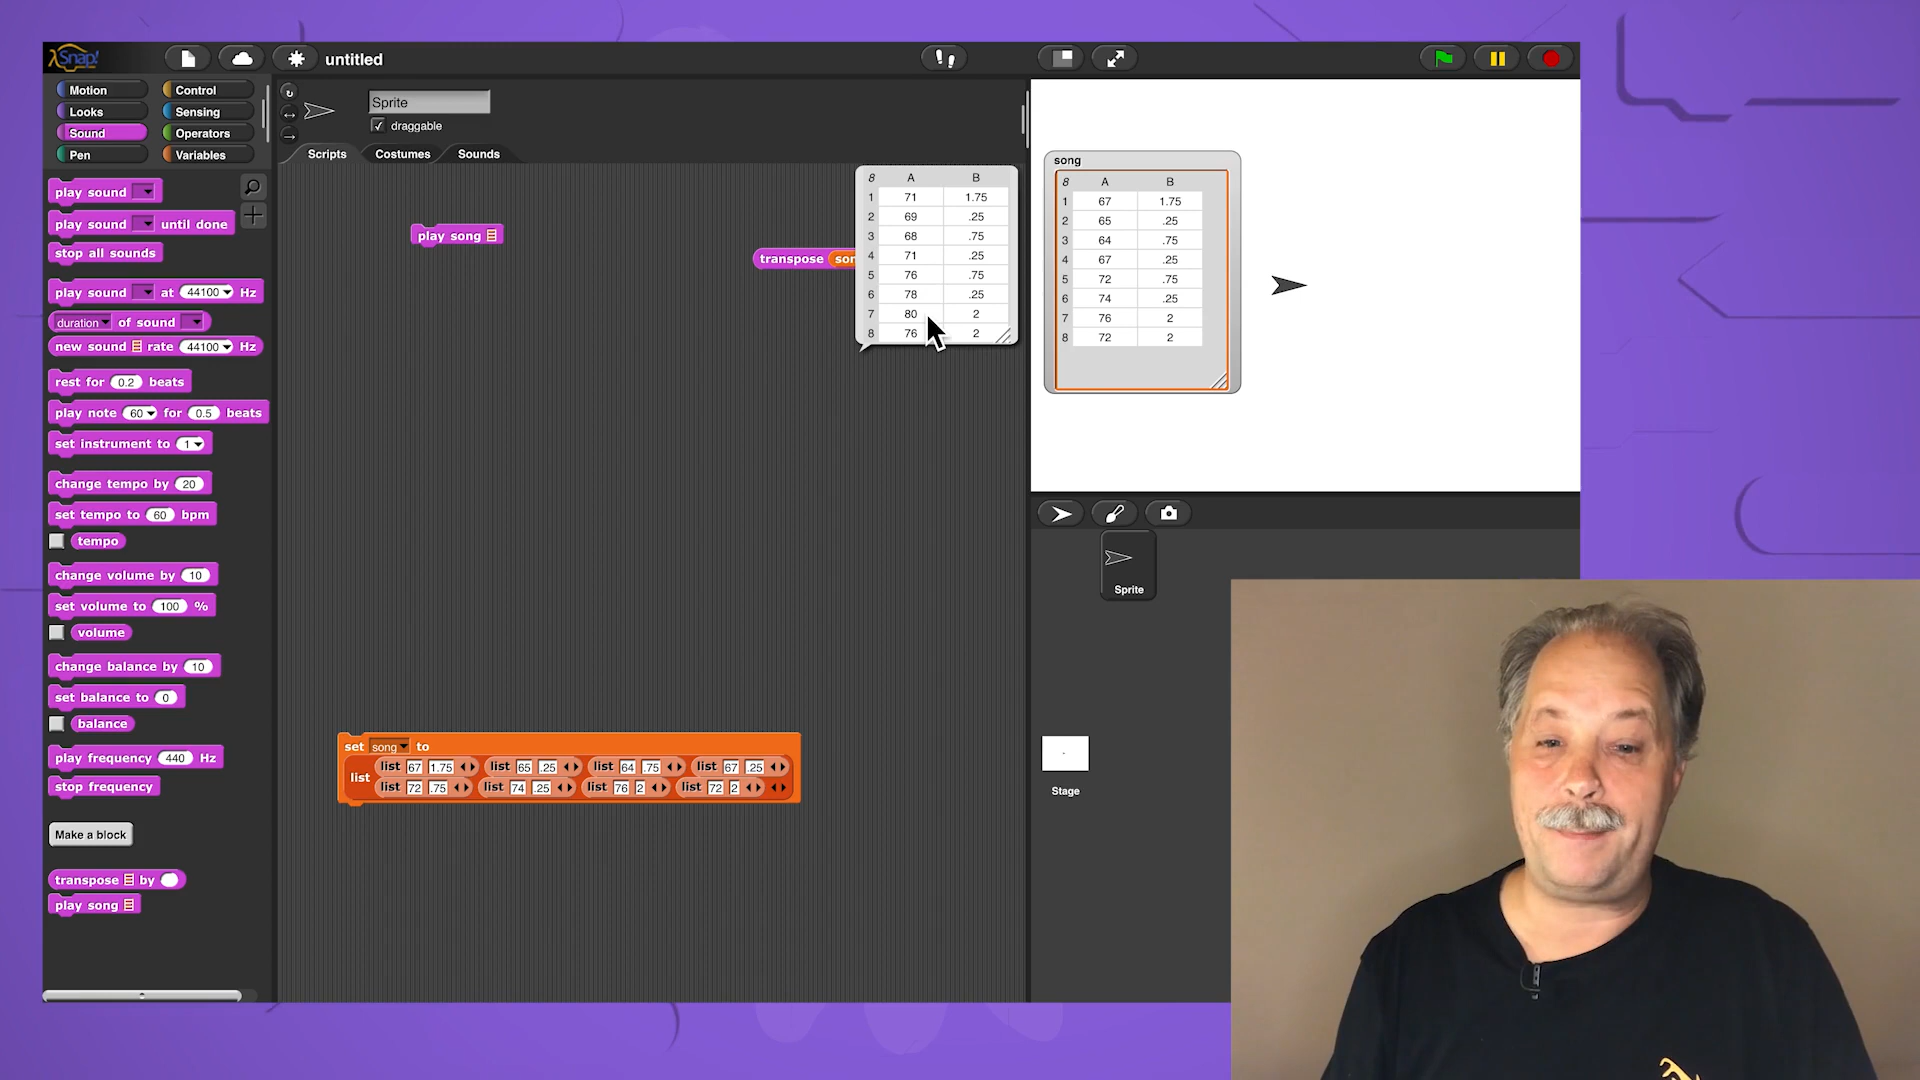 λSnap!
untitled
Motion Control
Looks Sensing
Sound Operators
Pen Variables
Sprite
draggable
Scripts Costumes Sounds
play sound
play sound until done
stop all sounds
play sound at 44100 Hz
duration of sound
new sound rate 44100 Hz
rest for 0.2 beats
play note 60 for 0.5 beats
set instrument to 1
change tempo by 20
set tempo to 60 bpm
tempo
change volume by 10
set volume to 100 %
volume
change balance by 10
set balance to 0
balance
play frequency 440 Hz
stop frequency
Make a block
transpose by
play song
play song
transpose
8 A B
1 71 1.75
2 69 .25
3 68 .75
4 71 .25
5 76 .75
6 78 .25
7 80 2
8 76 2
set song to
list list 67 1.75 list 65 .25 list 64 .75 list 67 .25
list 72 .75 list 74 .25 list 76 2 list 72 2
song
8 A B
1 67 1.75
2 65 .25
3 64 .75
4 67 .25
5 72 .75
6 74 .25
7 76 2
8 72 2
Sprite
Stage